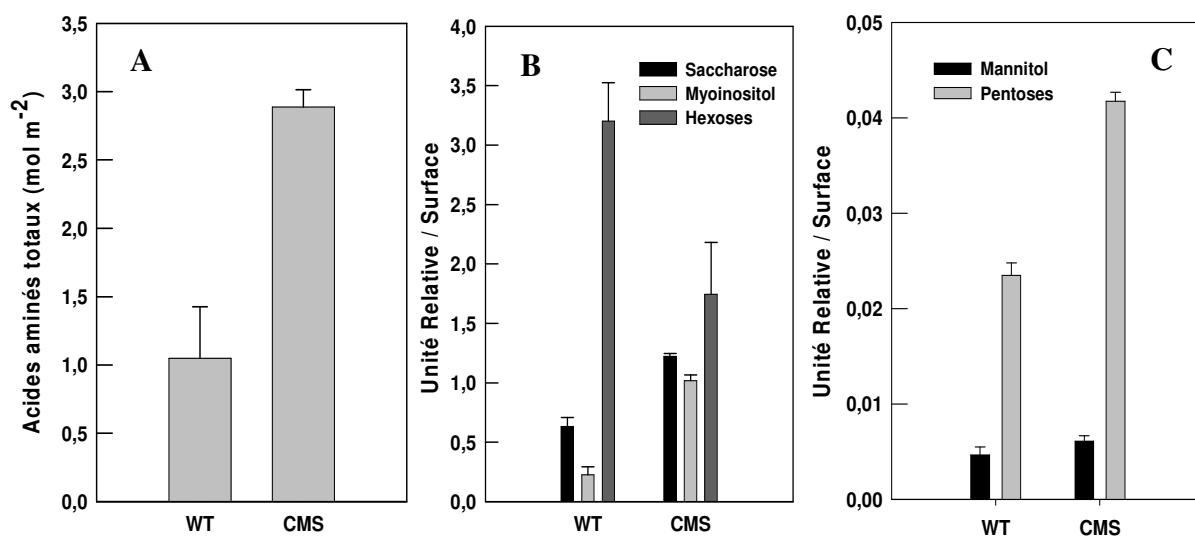 A
Acides aminés totaux (mol m-2)
3,5
3,0
2,5
2,0
1,5
1,0
0,5
0,0
WT CMS
B
Unité Relative / Surface
4,0
3,5
3,0
2,5
2,0
1,5
1,0
0,5
0,0
Saccharose
Myoinositol
Hexoses
WT CMS
C
Unité Relative / Surface
0,05
0,04
0,03
0,02
0,01
0,00
Mannitol
Pentoses
WT CMS